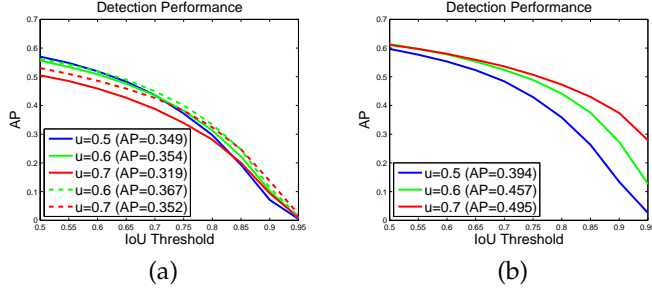 Detection Performance
0.7
0.6
0.5
0.4
0.3
0.2
0.1
0
AP
u=0.5 (AP=0.349)
u=0.6 (AP=0.354)
u=0.7 (AP=0.319)
u=0.6 (AP=0.367)
u=0.7 (AP=0.352)
0.5 0.55 0.6 0.65 0.7 0.75 0.8 0.85 0.9 0.95
IoU Threshold
(a)
Detection Performance
0.7
0.6
0.5
0.4
0.3
0.2
0.1
0
AP
u=0.5 (AP=0.394)
u=0.6 (AP=0.457)
u=0.7 (AP=0.495)
0.5 0.55 0.6 0.65 0.7 0.75 0.8 0.85 0.9 0.95
IoU Threshold
(b)